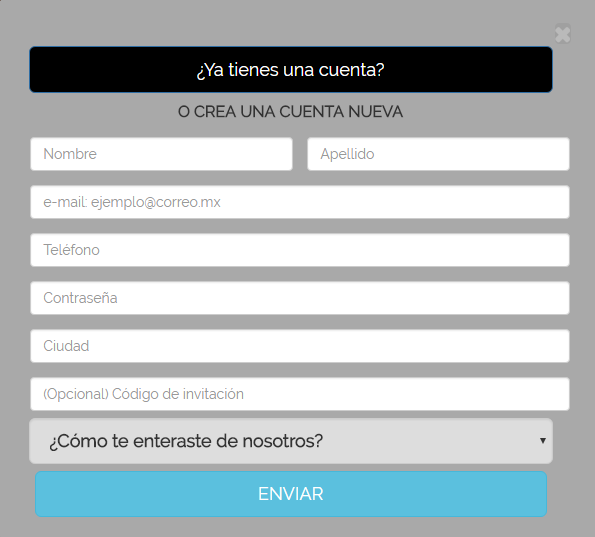 ¿Ya tienes una cuenta?
O CREA UNA CUENTA NUEVA
Nombre
Apellido
e-mail: ejemplo@correo.mx
Teléfono
Contraseña
Ciudad
(Opcional) Código de invitación
¿Cómo te enteraste de nosotros?
ENVIAR